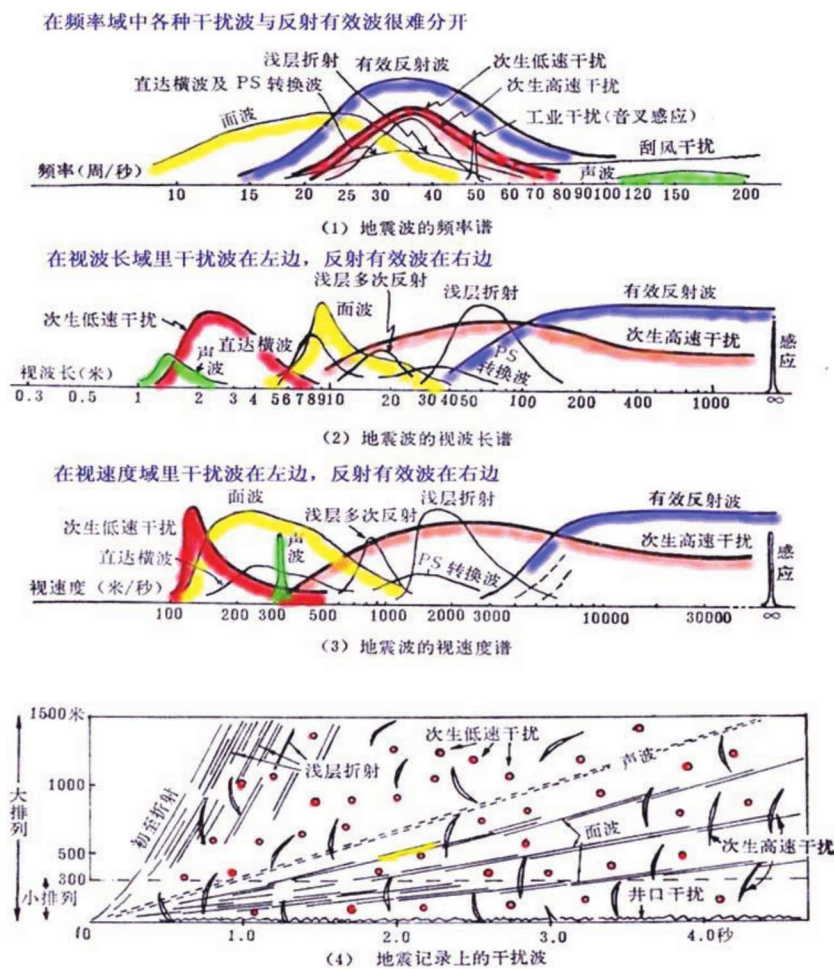 在频率域中各种干扰波与反射有效波很难分开
浅层折射
有效反射波
次生低速干扰
直达横波及 PS 转换波
次生高速干扰
面波
工业干扰(音叉感应)
刮风干扰
频率(周/秒)
声波
10 15 20 25 30 40 50 60 70 80 90 100 120 150 200
(1) 地震波的频率谱
在视波长域里干扰波在左边，反射有效波在右边
浅层多次反射
次生低速干扰
面波
浅层折射
有效反射波
声波
直达横波
次生高速干扰
PS
转换波
感应
视波长(米)
0.3 0.5 1 2 3 4 5 6 7 8 9 10 20 30 40 50 100 200 400 1000 ∞
(2) 地震波的视波长谱
在视速度域里干扰波在左边，反射有效波在右边
面波
浅层折射
次生低速干扰
声波
浅层多次反射
有效反射波
直达横波
PS 转换波
次生高速干扰
感应
视速度 (米/秒)
100 200 300 500 1000 2000 3000 10000 30000 ∞
(3) 地震波的视速度谱
1500米
次生低速干扰
浅层折射
声波
1000
大排列
初至折射
面波
次生高速干扰
500
300
小排列
井口干扰
f0 1.0 2.0 3.0 4.0秒
(4) 地震记录上的干扰波